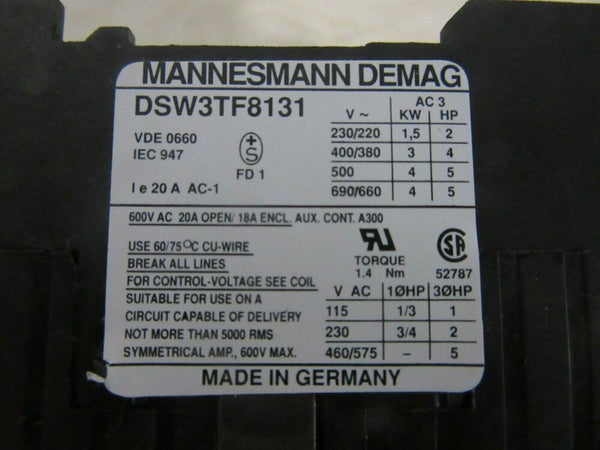 MANNESMANN DEMAG
DSW3TF8131
VDE 0660
IEC 947
S
FD 1
I e 20 A AC-1
AC 3
V ~ KW HP
230/220 1,5 2
400/380 3 4
500 4 5
690/660 4 5
600V AC 20A OPEN/ 18A ENCL. AUX. CONT. A300
USE 60/75°C CU-WIRE
BREAK ALL LINES
FOR CONTROL-VOLTAGE SEE COIL
SUITABLE FOR USE ON A
CIRCUIT CAPABLE OF DELIVERY
NOT MORE THAN 5000 RMS
SYMMETRICAL AMP., 600V MAX.
RU
TORQUE
1.4 Nm
SA
52787
V AC 1ØHP 3ØHP
115 1/3 1
230 3/4 2
460/575 – 5
MADE IN GERMANY